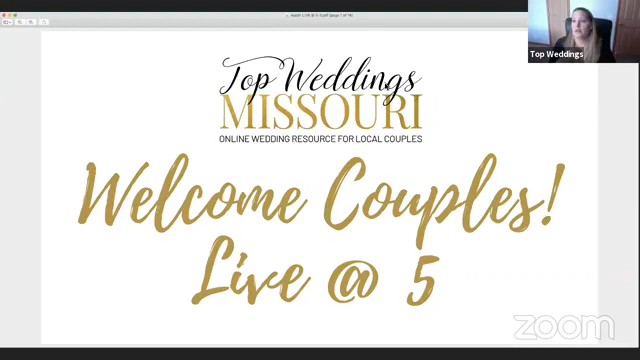 Top Weddings
Top Weddings
MISSOURI
ONLINE WEDDING RESOURCE FOR LOCAL COUPLES
Welcome Couples!
Live @ 5
zoom